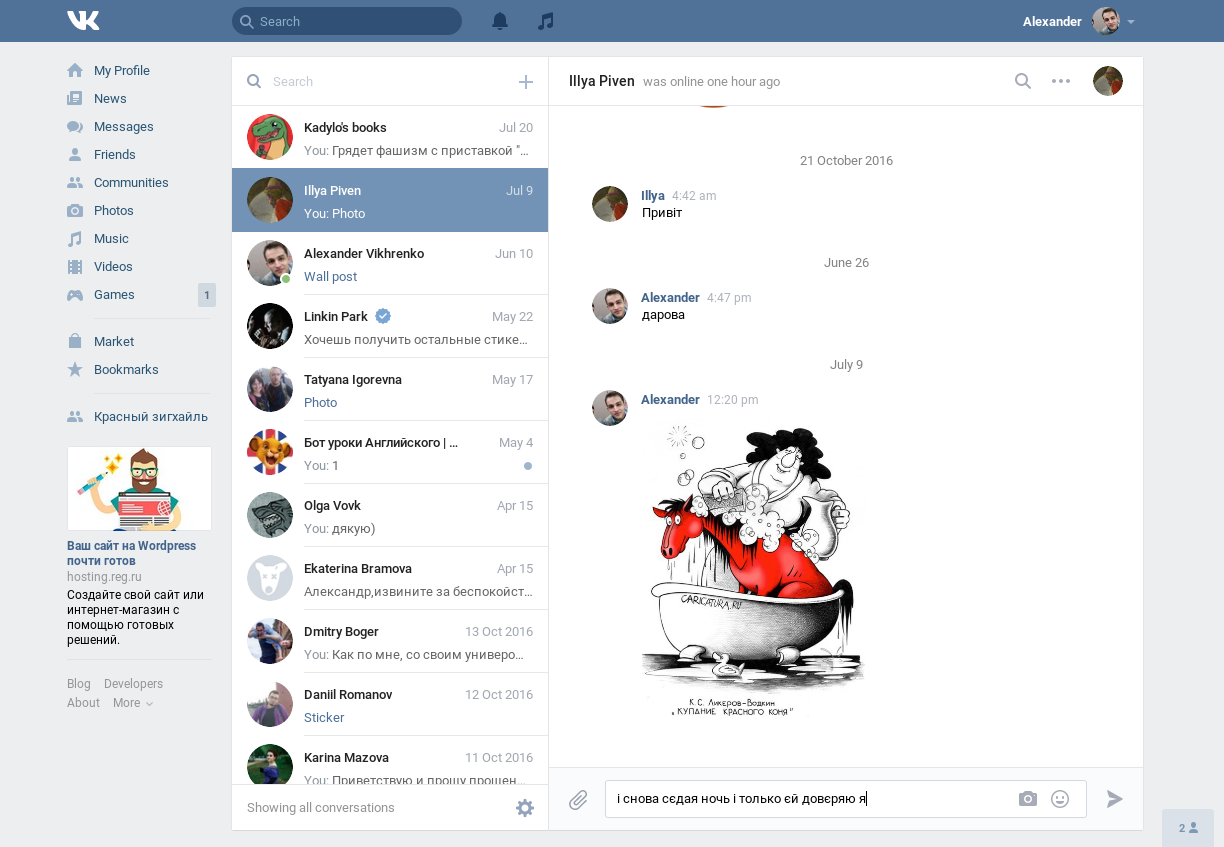 Search
Alexander
My Profile
News
Messages
Friends
Communities
Photos
Music
Videos
Games 1
Market
Bookmarks
Красный зигхайль
Ваш сайт на Wordpress
почти готов
hosting.reg.ru
Создайте свой сайт или
интернет-магазин с
помощью готовых
решений.
Blog Developers
About More
Search
Kadylo's books Jul 20
You: Грядет фашизм с приставкой "...
Illya Piven Jul 9
You: Photo
Alexander Vikhrenko Jun 10
Wall post
Linkin Park May 22
Хочешь получить остальные стике...
Tatyana Igorevna May 17
Photo
Бот уроки Английского | ... May 4
You: 1
Olga Vovk Apr 15
You: дякую)
Ekaterina Bramova Apr 15
Александр,извините за беспокойст...
Dmitry Boger 13 Oct 2016
You: Как по мне, со своим универо...
Daniil Romanov 12 Oct 2016
Sticker
Karina Mazova 11 Oct 2016
You: Приветствую и прошу прощен...
Showing all conversations
Illya Piven was online one hour ago
21 October 2016
Illya 4:42 am
Привіт
June 26
Alexander 4:47 pm
дарова
July 9
Alexander 12:20 pm
CARICATURA.RU
К.С. Ликеров-Водкин
„КУПАНИЕ КРАСНОГО КОНЯ"
і снова сєдая ночь і только єй довєряю я
2